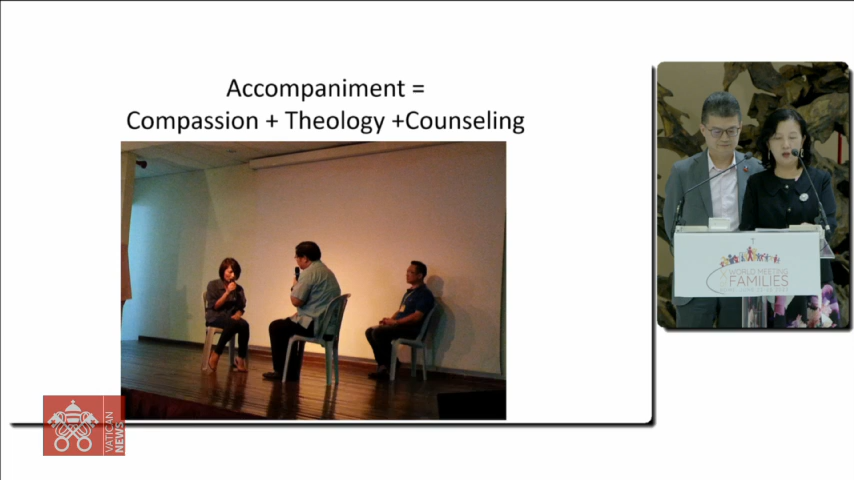 Accompaniment =
Compassion + Theology +Counseling
WORLD MEETING
FAMILIES
VATICAN
NEWS